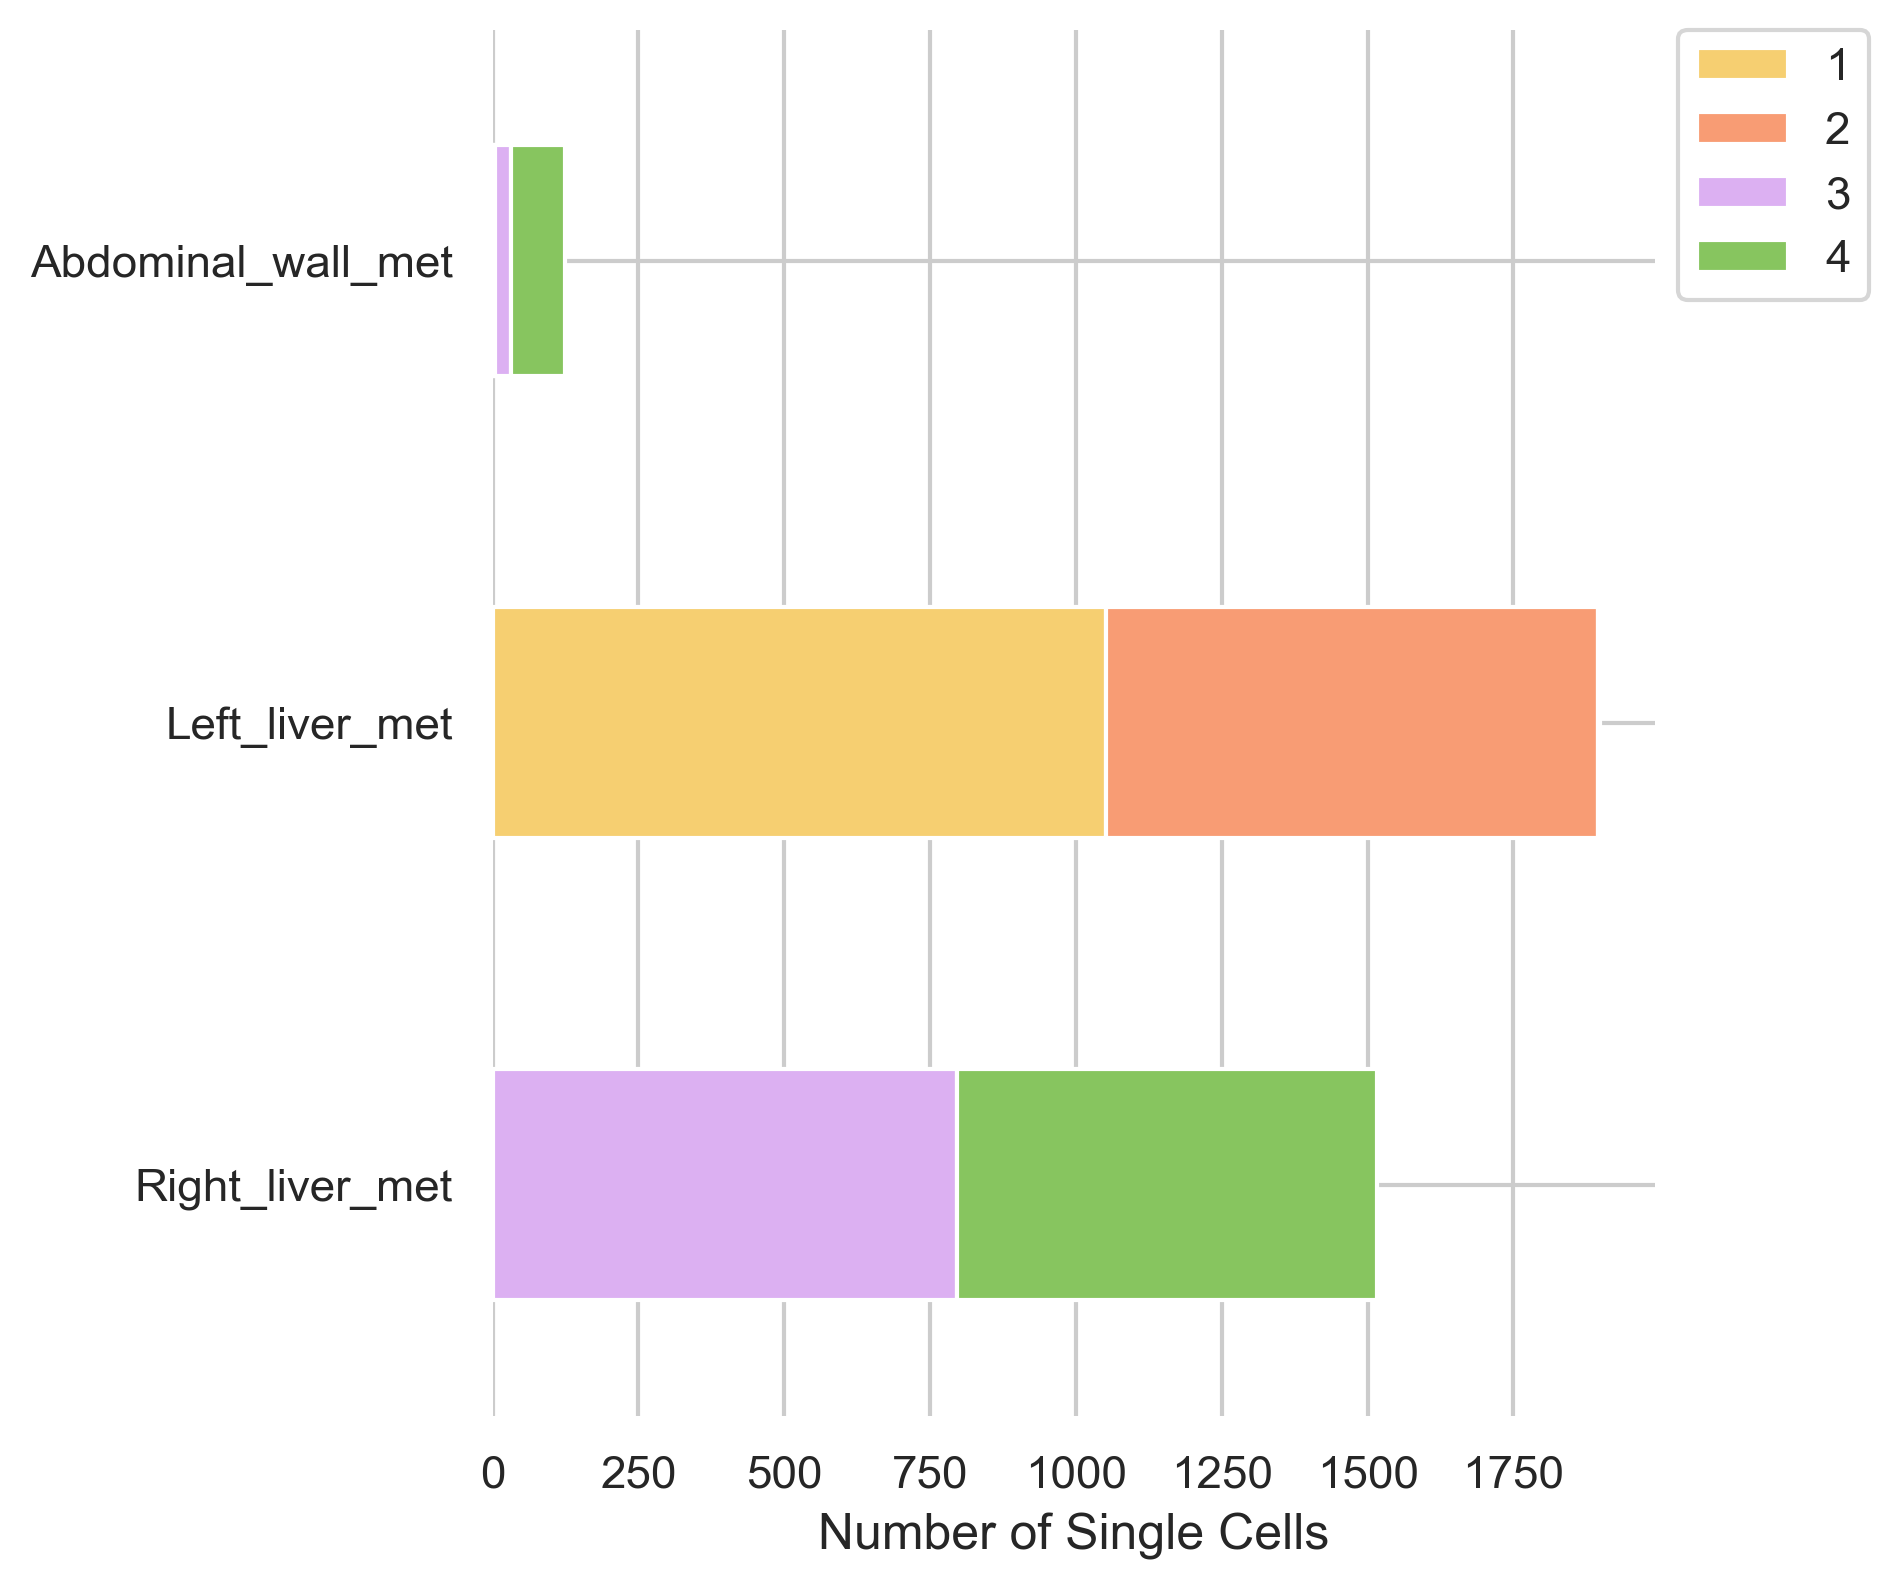 1
2
3
4
Abdominal_wall_met
Left_liver_met
Right_liver_met
0 250 500 750 1000 1250 1500 1750
Number of Single Cells